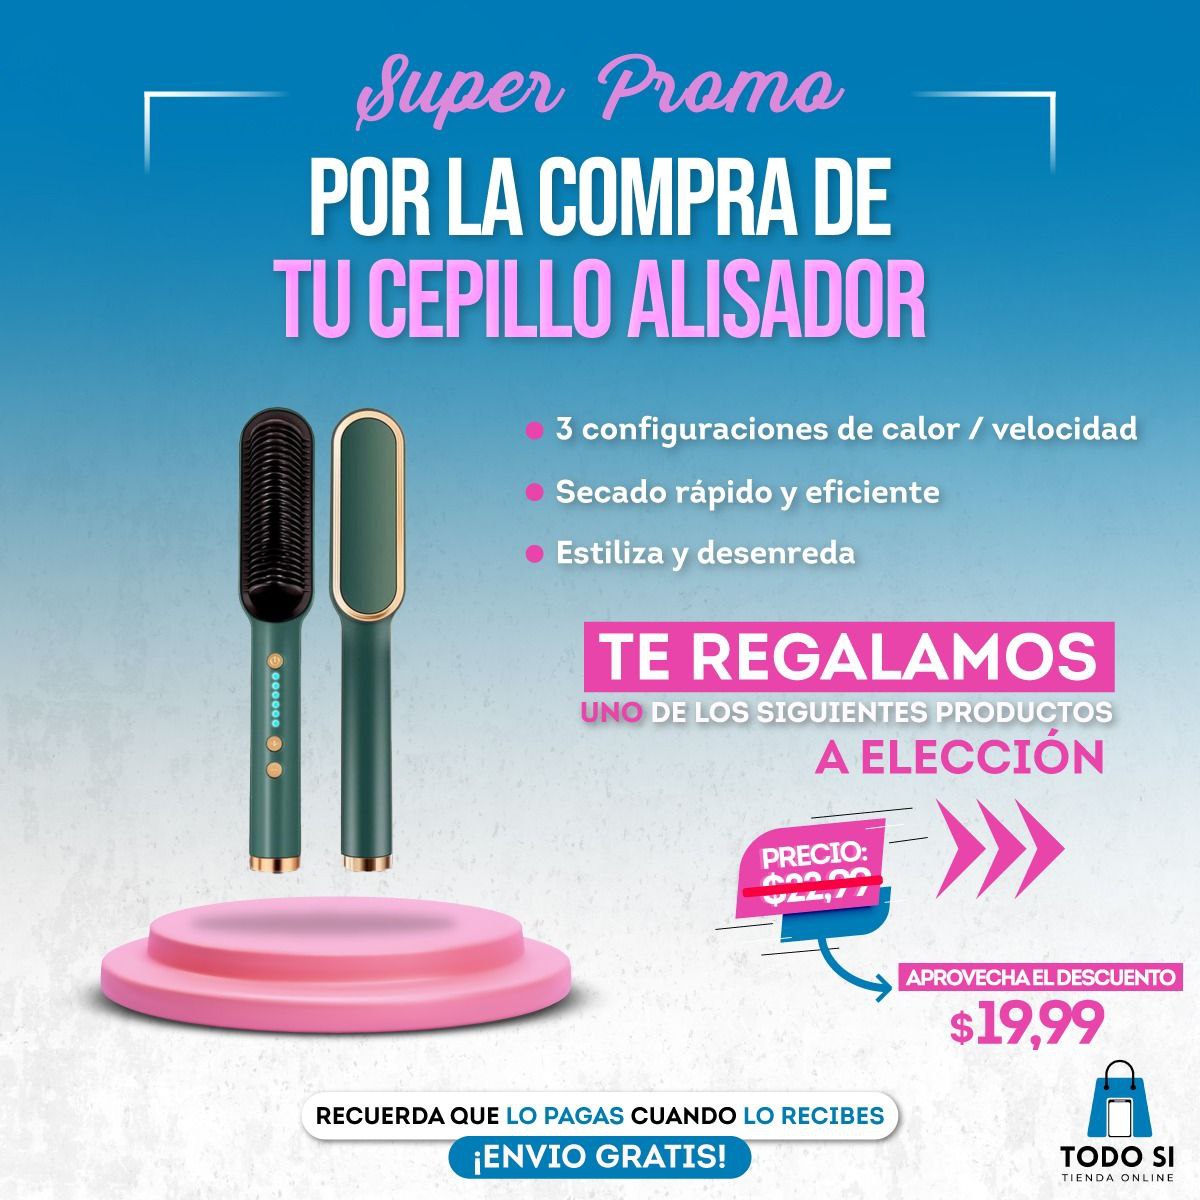 Super Promo
POR LA COMPRA DE
TU CEPILLO ALISADOR
3 configuraciones de calor / velocidad
Secado rápido y eficiente
Estiliza y desenreda
TE REGALAMOS
UNO DE LOS SIGUIENTES PRODUCTOS
A ELECCIÓN
PRECIO:
$22,99
APROVECHA EL DESCUENTO
$19,99
RECUERDA QUE LO PAGAS CUANDO LO RECIBES
¡ENVIO GRATIS!
TODO SI
TIENDA ONLINE